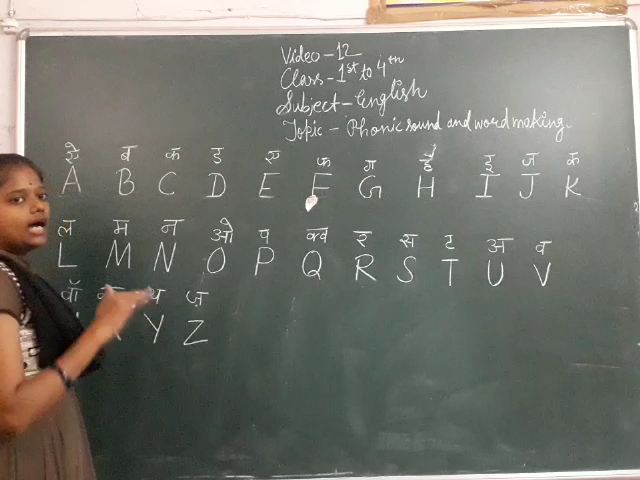 Video - 12
Class - 1st to 4th
Subject - English
Topic - Phonic sound and word making.
ऐ ब क ड ए फ ग है इ ज क
A B C D E F G H I J K
ल म न ओ प क्व र स ट अ व
L M N O P Q R S T U V
वॉ य ज़
Y Z